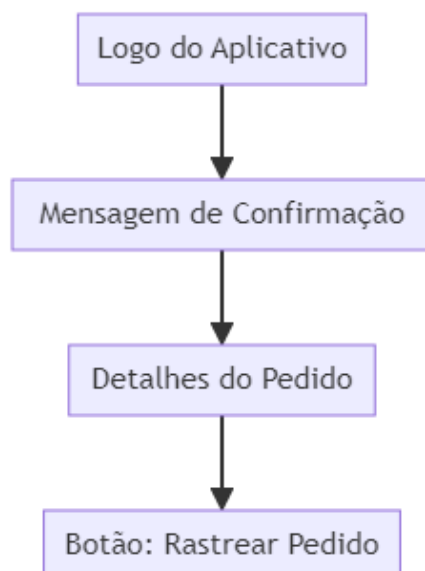 Logo do Aplicativo
Mensagem de Confirmação
Detalhes do Pedido
Botão: Rastrear Pedido